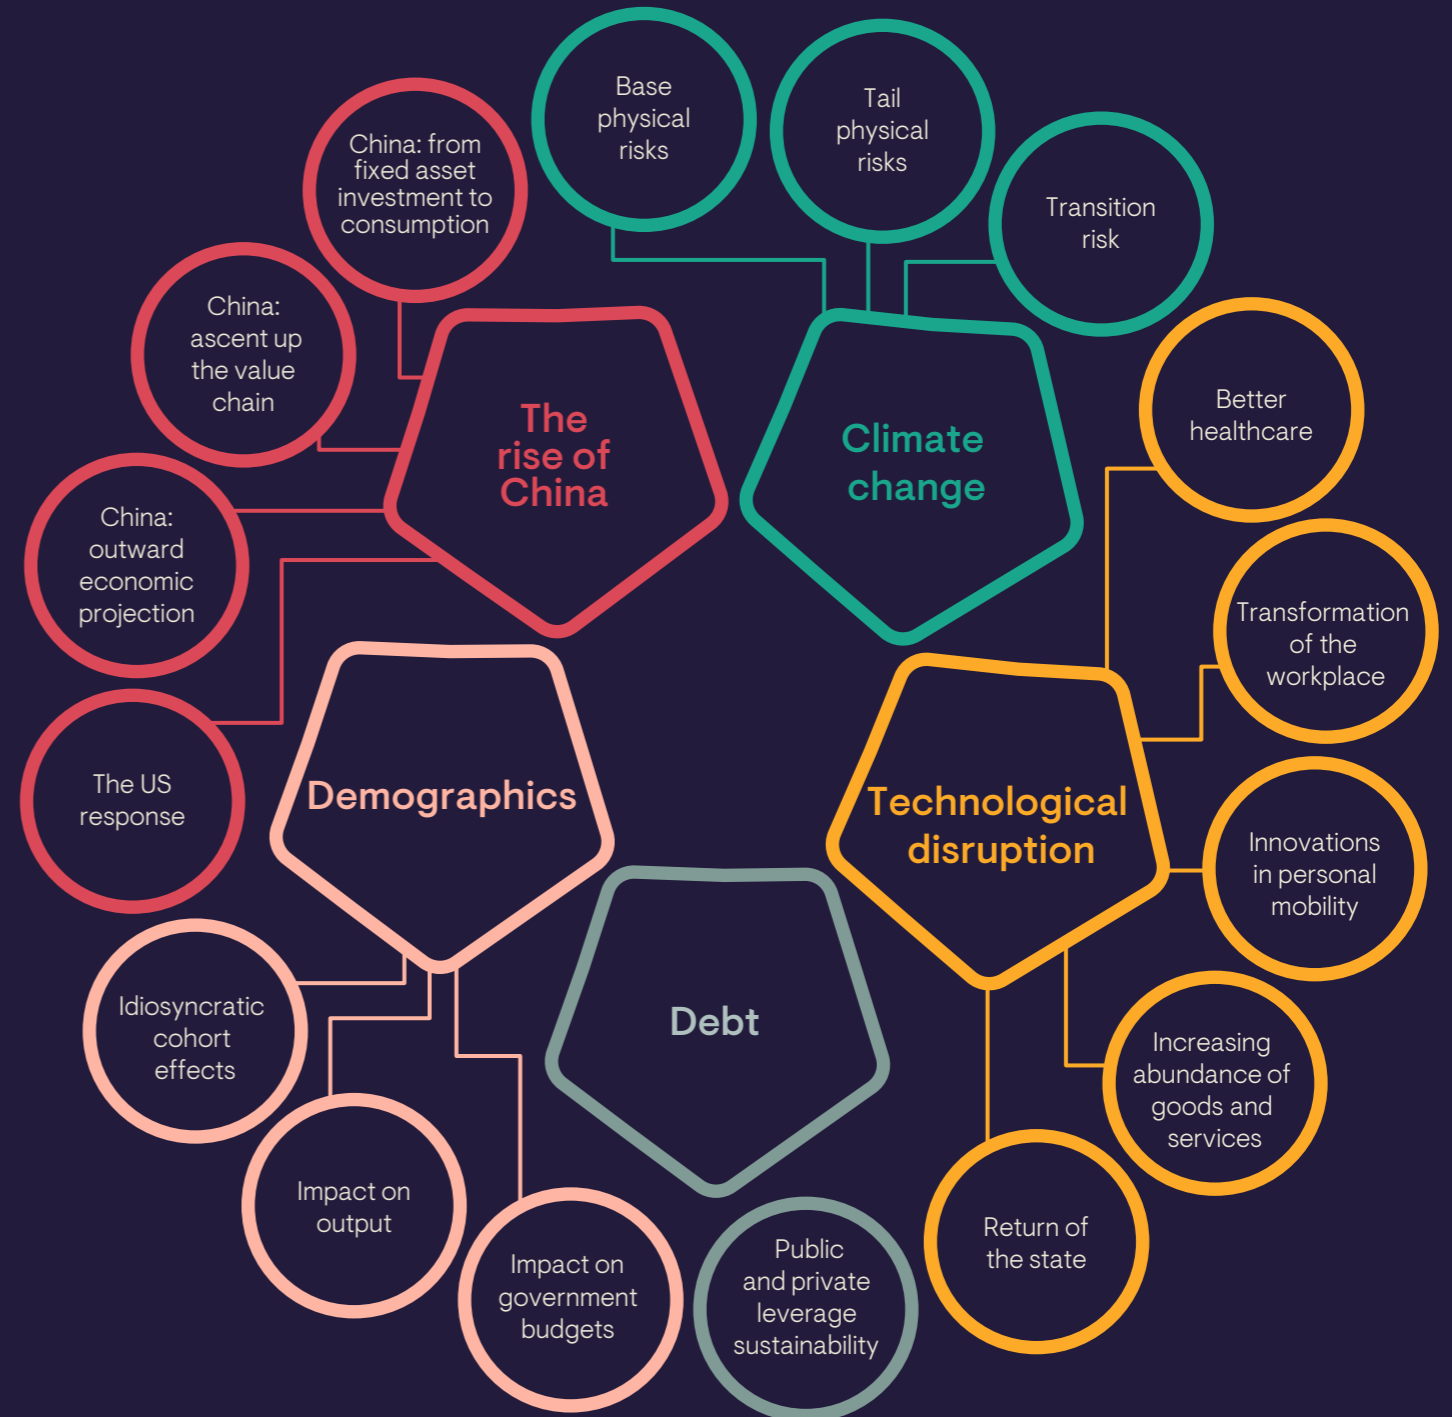 Base
physical
risks
Tail
physical
risks
Transition
risk
China: from
fixed asset
investment to
consumption
China:
ascent up
the value
chain
China:
outward
economic
projection
The US
response
The
rise of
China
Climate
change
Better
healthcare
Transformation
of the
workplace
Innovations
in personal
mobility
Increasing
abundance of
goods and
services
Return of
the state
Technological
disruption
Demographics
Idiosyncratic
cohort
effects
Impact on
output
Impact on
government
budgets
Debt
Public
and private
leverage
sustainability